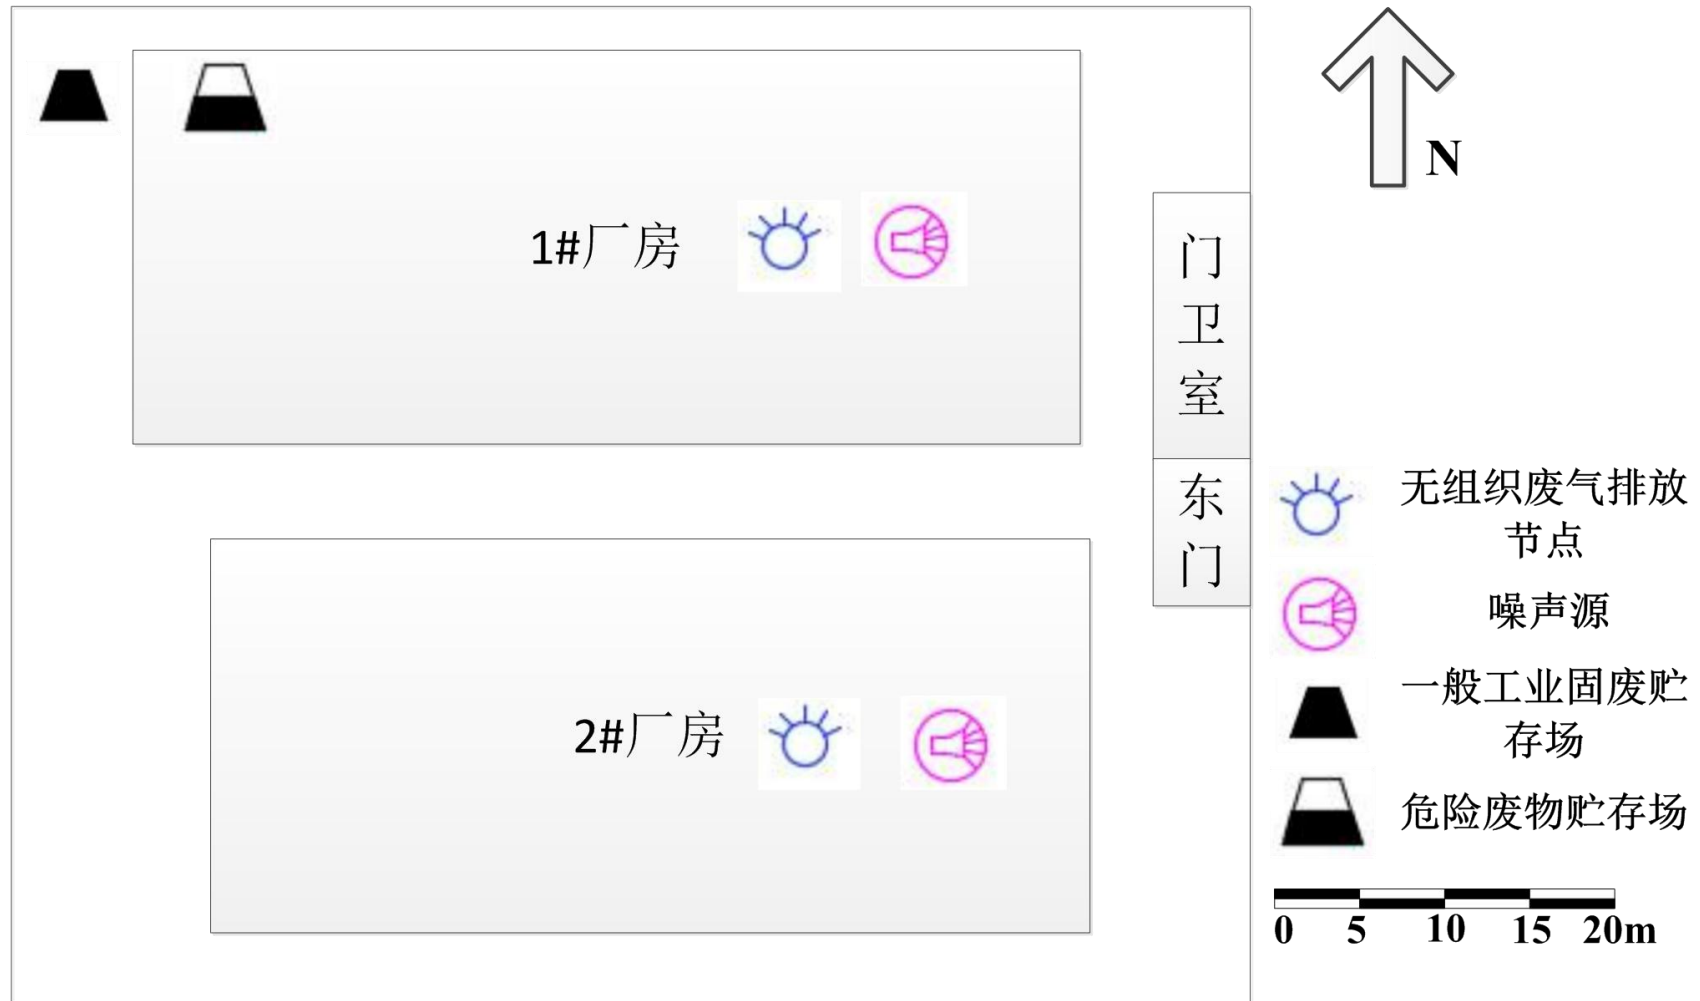 N
1#厂房
门
卫
室
东
门
2#厂房
无组织废气排放
节点
噪声源
一般工业固废贮
存场
危险废物贮存场
0 5 10 15 20m